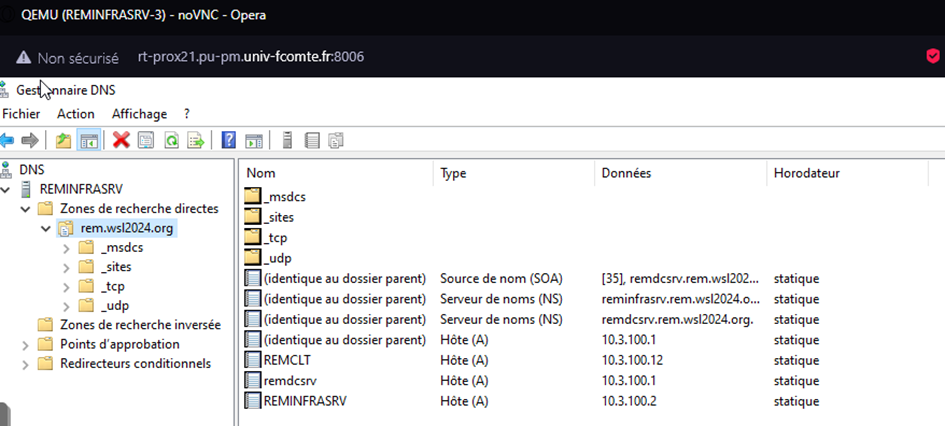 QEMU (REMINFRASRV-3) - noVNC - Opera
Non sécurisé rt-prox21.pu-pm.univ-fcomte.fr:8006
Gestionnaire DNS
Fichier Action Affichage ?
DNS
REMINFRASRV
Zones de recherche directes
rem.wsl2024.org
_msdcs
_sites
_tcp
_udp
Zones de recherche inversée
Points d'approbation
Redirecteurs conditionnels
Nom Type Données Horodateur
_msdcs
_sites
_tcp
_udp
(identique au dossier parent) Source de nom (SOA) [35], remdcsrv.rem.wsl202... statique
(identique au dossier parent) Serveur de noms (NS) reminfrasrv.rem.wsl2024.o... statique
(identique au dossier parent) Serveur de noms (NS) remdcsrv.rem.wsl2024.org. statique
(identique au dossier parent) Hôte (A) 10.3.100.1 statique
REMCLT Hôte (A) 10.3.100.12 statique
remdcsrv Hôte (A) 10.3.100.1 statique
REMINFRASRV Hôte (A) 10.3.100.2 statique